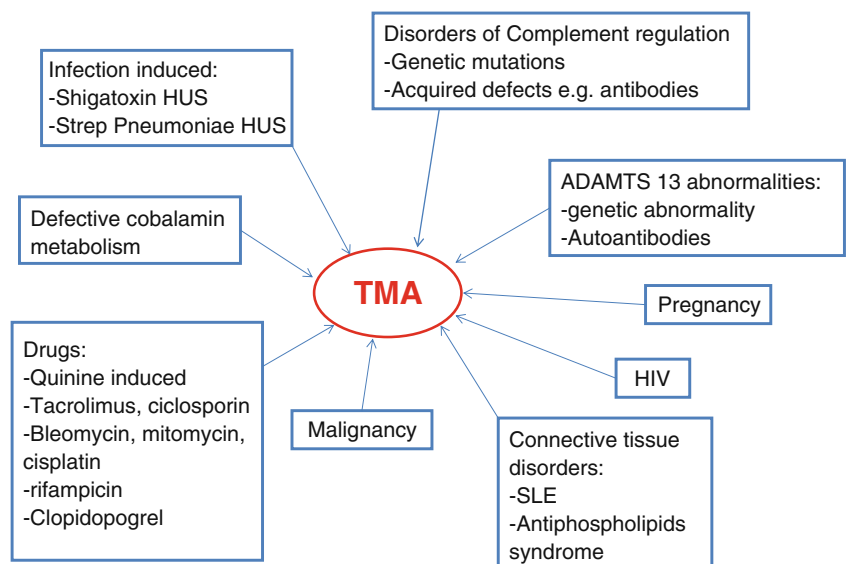 Disorders of Complement regulation
-Genetic mutations
-Acquired defects e.g. antibodies
Infection induced:
-Shigatoxin HUS
-Strep Pneumoniae HUS
ADAMTS 13 abnormalities:
-genetic abnormality
-Autoantibodies
Defective cobalamin
metabolism
TMA
Pregnancy
Drugs:
-Quinine induced
-Tacrolimus, ciclosporin
-Bleomycin, mitomycin,
cisplatin
-rifampicin
-Clopidopogrel
HIV
Malignancy
Connective tissue
disorders:
-SLE
-Antiphospholipids
syndrome